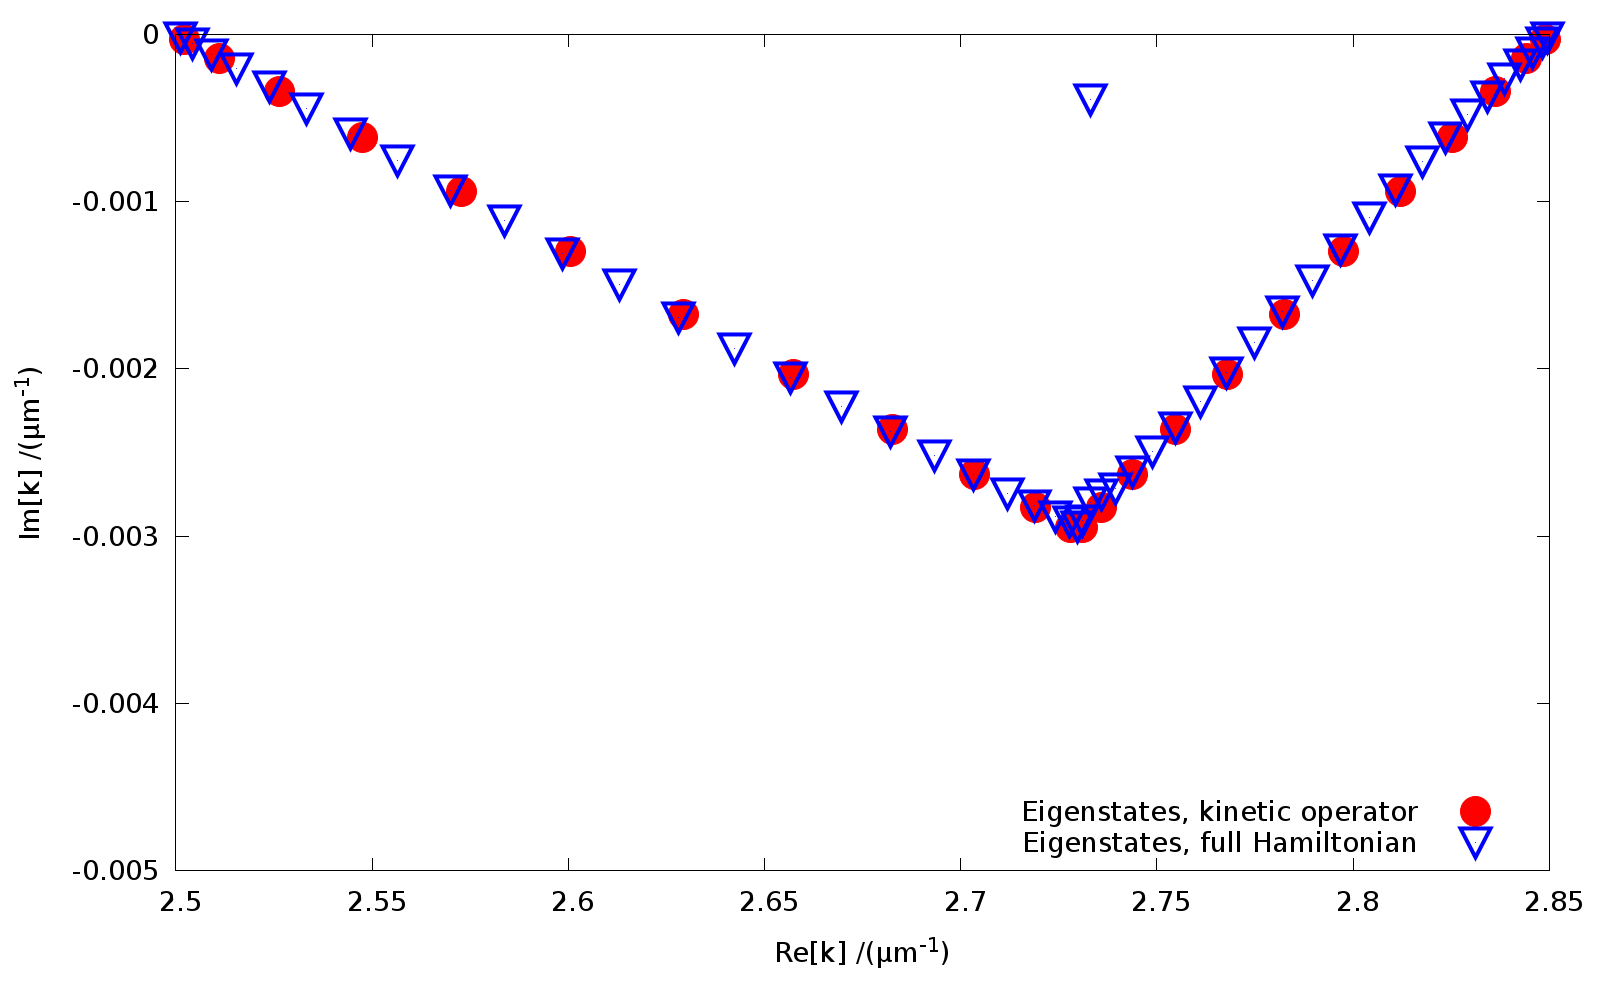 0
-0.001
-0.002
-0.003
-0.004
-0.005
2.5 2.55 2.6 2.65 2.7 2.75 2.8 2.85
Im[k] /(µm⁻¹)
Re[k] /(µm⁻¹)
Eigenstates, kinetic operator
Eigenstates, full Hamiltonian